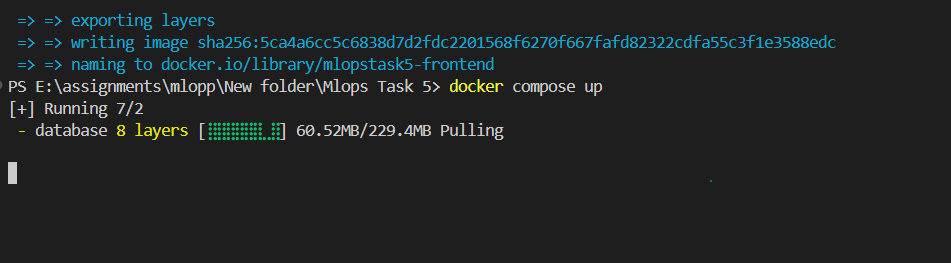 => => exporting layers
=> => writing image sha256:5ca4a6cc5c6838d7d2fdc2201568f6270f667fafd82322cdfa55c3f1e3588edc
=> => naming to docker.io/library/mlopstask5-frontend
PS E:\assignments\mlopp\New folder\Mlops Task 5> docker compose up
[+] Running 7/2
- database 8 layers [⣿⣿⣿⣿⣿⣿⠀⣿] 60.52MB/229.4MB Pulling